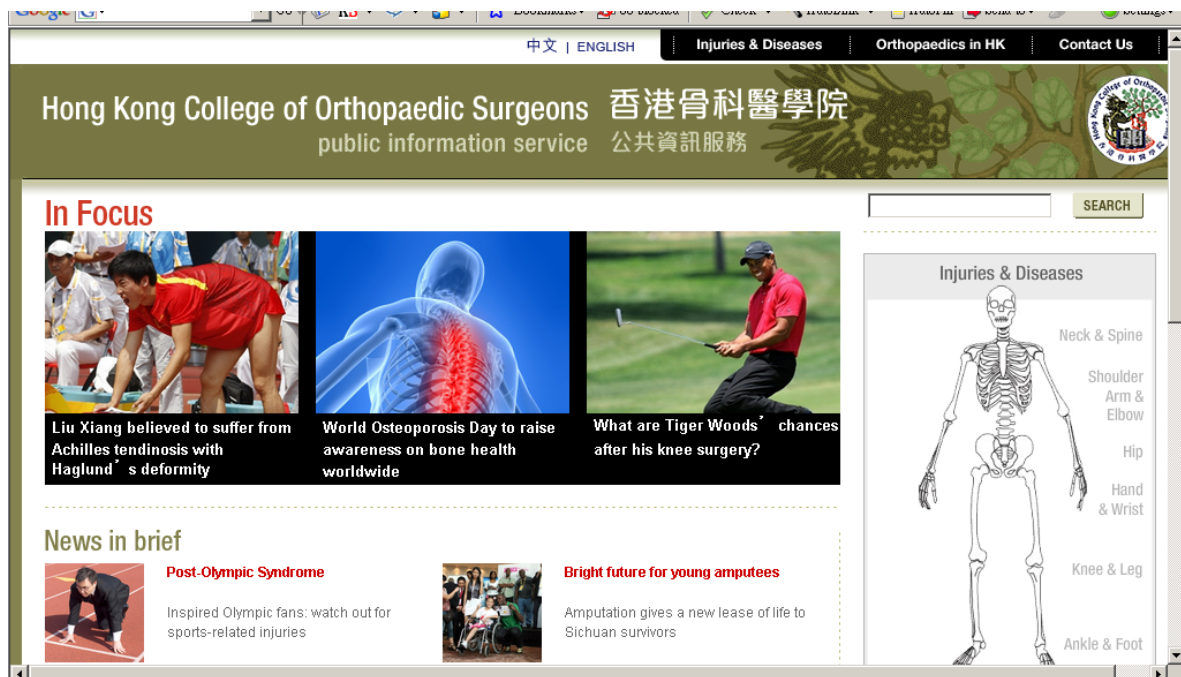 Google
中文 | ENGLISH
Injuries & Diseases
Orthopaedics in HK
Contact Us
Hong Kong College of Orthopaedic Surgeons 香港骨科醫學院
public information service 公共資訊服務
In Focus
SEARCH
Liu Xiang believed to suffer from
Achilles tendinosis with
Haglund’s deformity
World Osteoporosis Day to raise
awareness on bone health
worldwide
What are Tiger Woods’ chances
after his knee surgery?
Injuries & Diseases
Neck & Spine
Shoulder
Arm &
Elbow
Hip
Hand
& Wrist
Knee & Leg
Ankle & Foot
News in brief
Post-Olympic Syndrome
Inspired Olympic fans: watch out for
sports-related injuries
Bright future for young amputees
Amputation gives a new lease of life to
Sichuan survivors